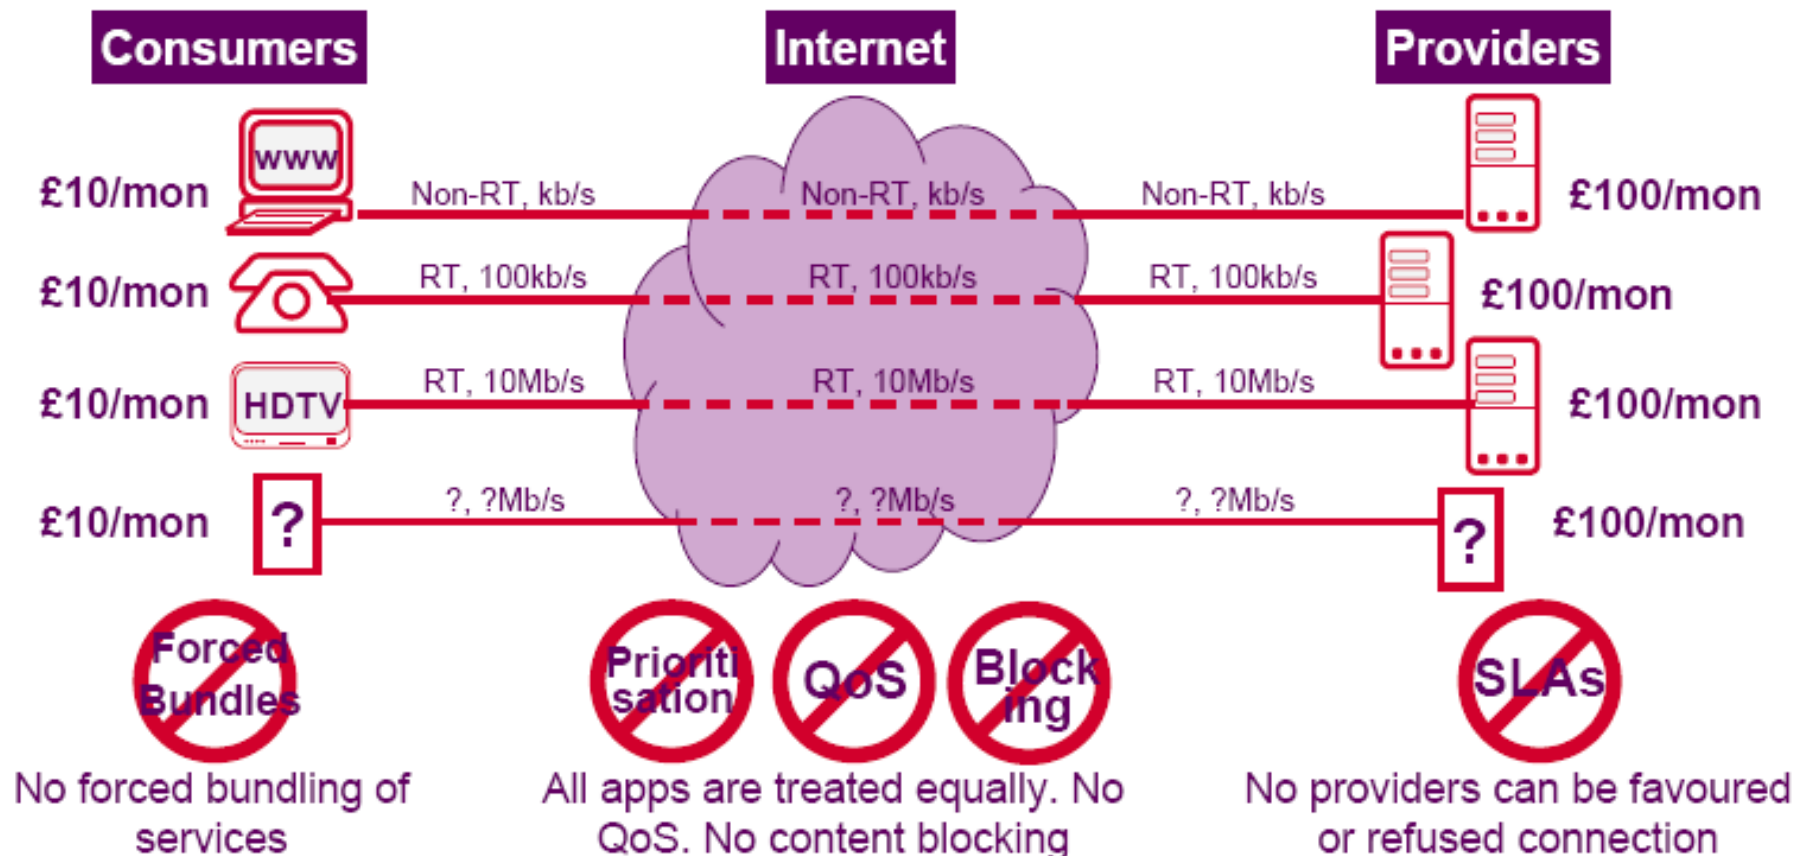 Consumers Internet Providers
www
£10/mon Non-RT, kb/s Non-RT, kb/s Non-RT, kb/s £100/mon
£10/mon RT, 100kb/s RT, 100kb/s RT, 100kb/s £100/mon
£10/mon HDTV RT, 10Mb/s RT, 10Mb/s RT, 10Mb/s £100/mon
£10/mon ? ?, ?Mb/s ?, ?Mb/s ?, ?Mb/s ? £100/mon
Forced
Bundles
Prioriti
sation
QoS
Block
ing
SLAs
No forced bundling of
services
All apps are treated equally. No
QoS. No content blocking
No providers can be favoured
or refused connection